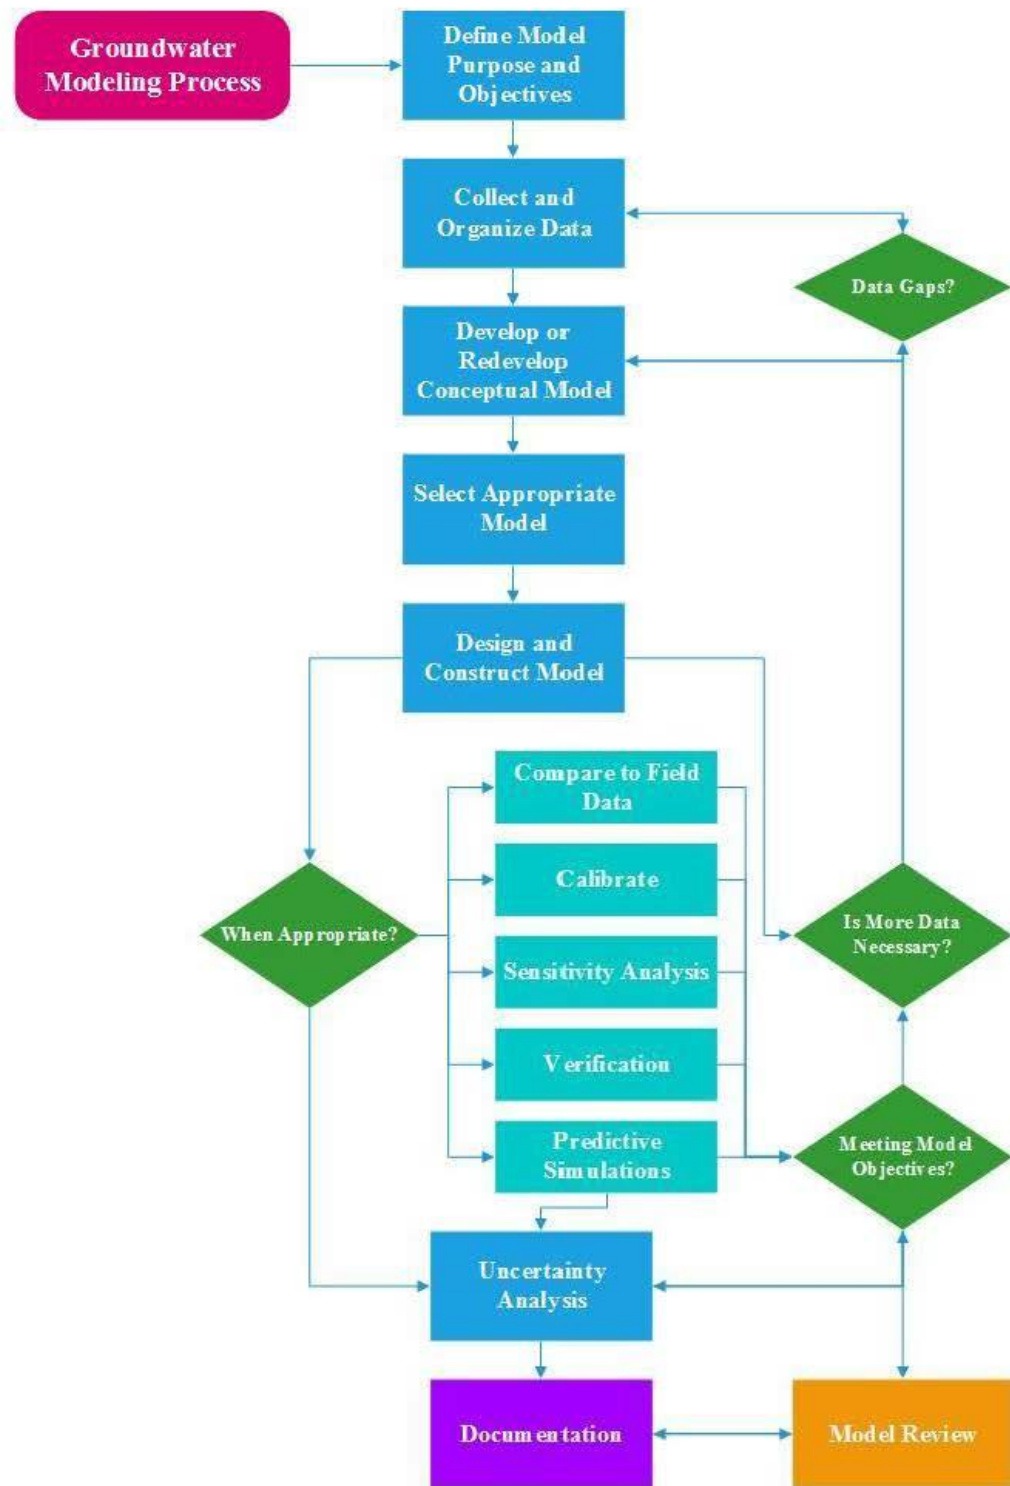 Groundwater
Modeling Process
Define Model
Purpose and
Objectives
Collect and
Organize Data
Data Gaps?
Develop or
Redevelop
Conceptual Model
Select Appropriate
Model
Design and
Construct Model
Compare to Field
Data
Calibrate
When Appropriate?
Is More Data
Necessary?
Sensitivity Analysis
Verification
Predictive
Simulations
Meeting Model
Objectives?
Uncertainty
Analysis
Documentation
Model Review